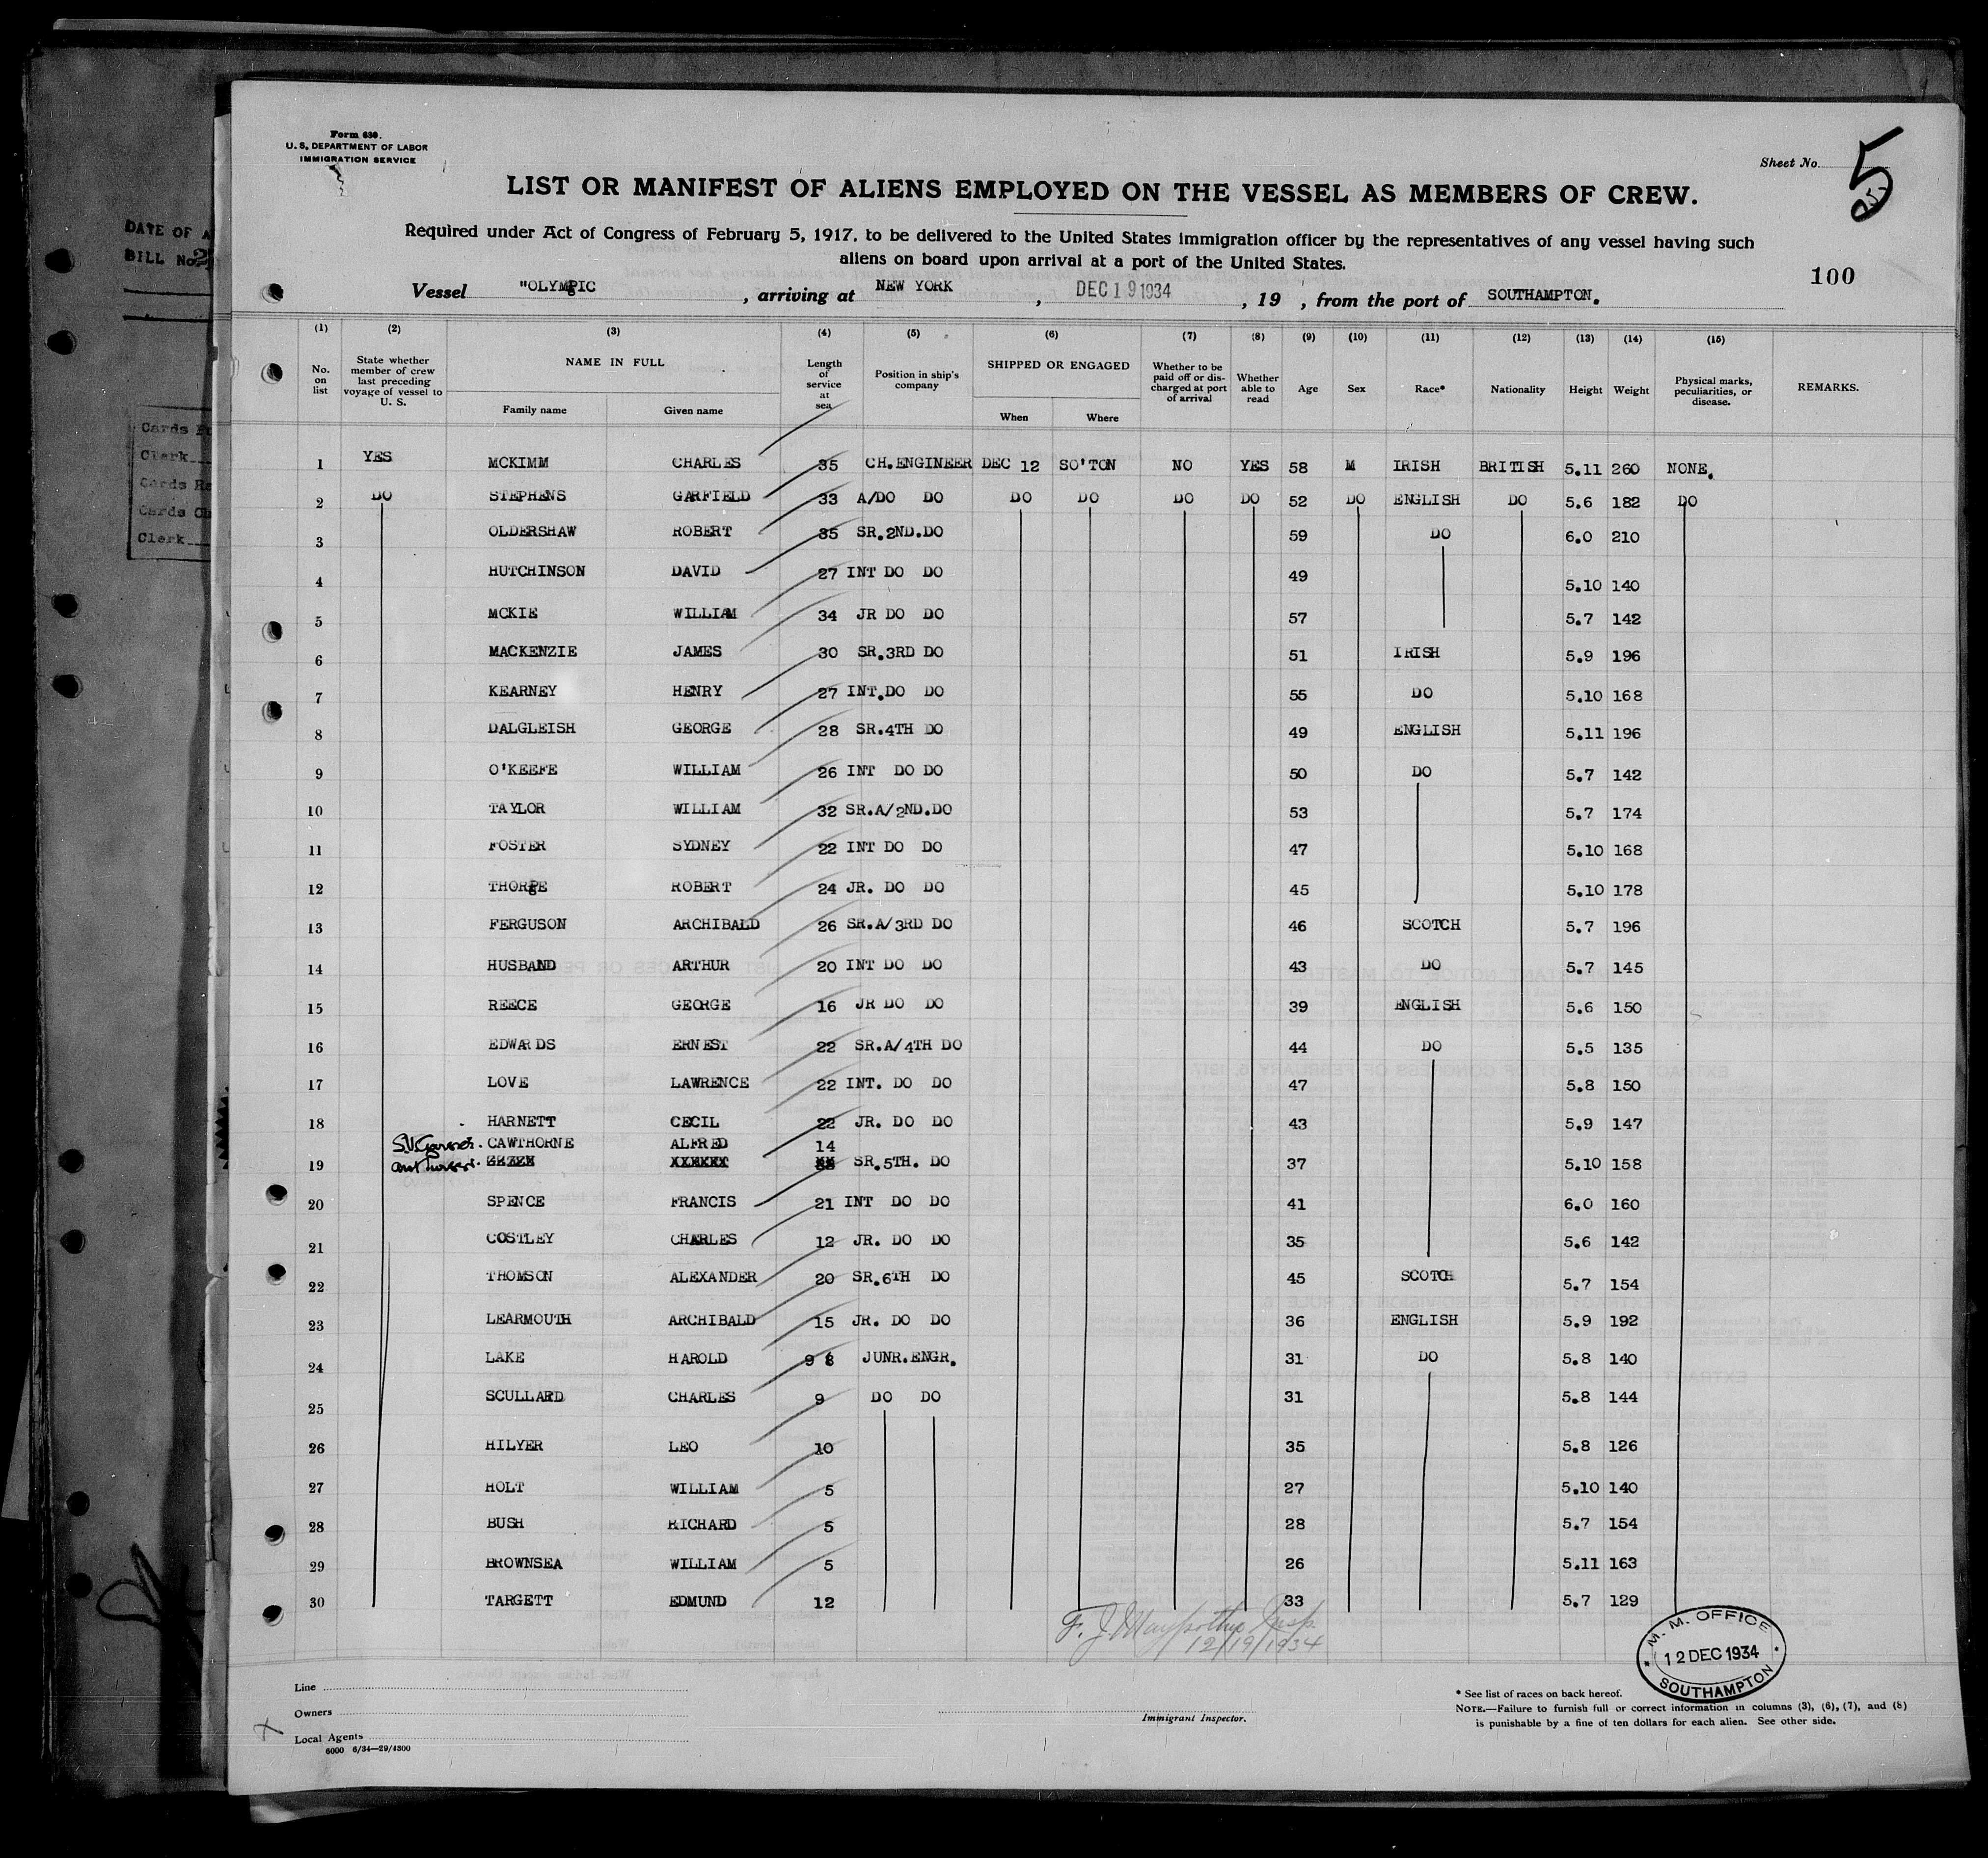 Form 630.
U. S. DEPARTMENT OF LABOR
IMMIGRATION SERVICE
Sheet No. 5
LIST OR MANIFEST OF ALIENS EMPLOYED ON THE VESSEL AS MEMBERS OF CREW.
Required under Act of Congress of February 5, 1917, to be delivered to the United States immigration officer by the representatives of any vessel having such
aliens on board upon arrival at a port of the United States.
100
Vessel "OLYMPIC , arriving at NEW YORK , DEC 19 1934 , 19 , from the port of SOUTHAMPTON.
(1) (2) (3) (4) (5) (6) (7) (8) (9) (10) (11) (12) (13) (14) (15)
No. on list
State whether member of crew last preceding voyage of vessel to U. S.
NAME IN FULL
Family name Given name
Length of service at sea
Position in ship's company
SHIPPED OR ENGAGED
When Where
Whether to be paid off or discharged at port of arrival
Whether able to read
Age Sex Race* Nationality Height Weight
Physical marks, peculiarities, or disease.
REMARKS.
1 YES MCKIMM CHARLES 35 CH.ENGINEER DEC 12 SO'TON NO YES 58 M IRISH BRITISH 5.11 260 NONE.
2 DO STEPHENS GARFIELD 33 A/DO DO DO DO DO DO 52 DO ENGLISH DO 5.6 182 DO
3 OLDERSHAW ROBERT 35 SR.2ND.DO 59 DO 6.0 210
4 HUTCHINSON DAVID 27 INT DO DO 49 5.10 140
5 MCKIE WILLIAM 34 JR DO DO 57 5.7 142
6 MACKENZIE JAMES 30 SR.3RD DO 51 IRISH 5.9 196
7 KEARNEY HENRY 27 INT.DO DO 55 DO 5.10 168
8 DALGLEISH GEORGE 28 SR.4TH DO 49 ENGLISH 5.11 196
9 O'KEEFE WILLIAM 26 INT DO DO 50 DO 5.7 142
10 TAYLOR WILLIAM 32 SR.A/2ND.DO 53 5.7 174
11 FOSTER SYDNEY 22 INT DO DO 47 5.10 168
12 THORPE ROBERT 24 JR. DO DO 45 5.10 178
13 FERGUSON ARCHIBALD 26 SR.A/3RD DO 46 SCOTCH 5.7 196
14 HUSBAND ARTHUR 20 INT DO DO 43 DO 5.7 145
15 REECE GEORGE 16 JR DO DO 39 ENGLISH 5.6 150
16 EDWARDS ERNEST 22 SR.A/4TH DO 44 DO 5.5 135
17 LOVE LAWRENCE 22 INT. DO DO 47 5.8 150
18 HARNETT CECIL 22 JR. DO DO 43 5.9 147
CAWTHORNE ALFRED 14
19 SR.5TH. DO 37 5.10 158
20 SPENCE FRANCIS 21 INT DO DO 41 6.0 160
21 COSTLEY CHARLES 12 JR. DO DO 35 5.6 142
22 THOMSON ALEXANDER 20 SR.6TH DO 45 SCOTCH 5.7 154
23 LEARMOUTH ARCHIBALD 15 JR. DO DO 36 ENGLISH 5.9 192
24 LAKE HAROLD 9 JUNR.ENGR. 31 DO 5.8 140
25 SCULLARD CHARLES 9 DO DO 31 5.8 144
26 HILYER LEO 10 35 5.8 126
27 HOLT WILLIAM 5 27 5.10 140
28 BUSH RICHARD 5 28 5.7 154
29 BROWNSEA WILLIAM 5 26 5.11 163
30 TARGETT EDMUND 12 33 5.7 129
12/19/1934
M. M. OFFICE
12 DEC 1934
SOUTHAMPTON
Line
Owners
Local Agents
6000 6/34—29/4300
Immigrant Inspector.
* See list of races on back hereof.
NOTE.—Failure to furnish full or correct information in columns (3), (6), (7), and (8)
is punishable by a fine of ten dollars for each alien. See other side.
DATE OF
BILL No.
Cards
Clerk
Cards
Cards
Clerk